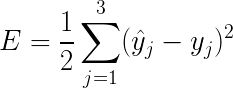 E = \frac{1}{2} \sum_{j=1}^{3} (\hat{y}_j - y_j)^2